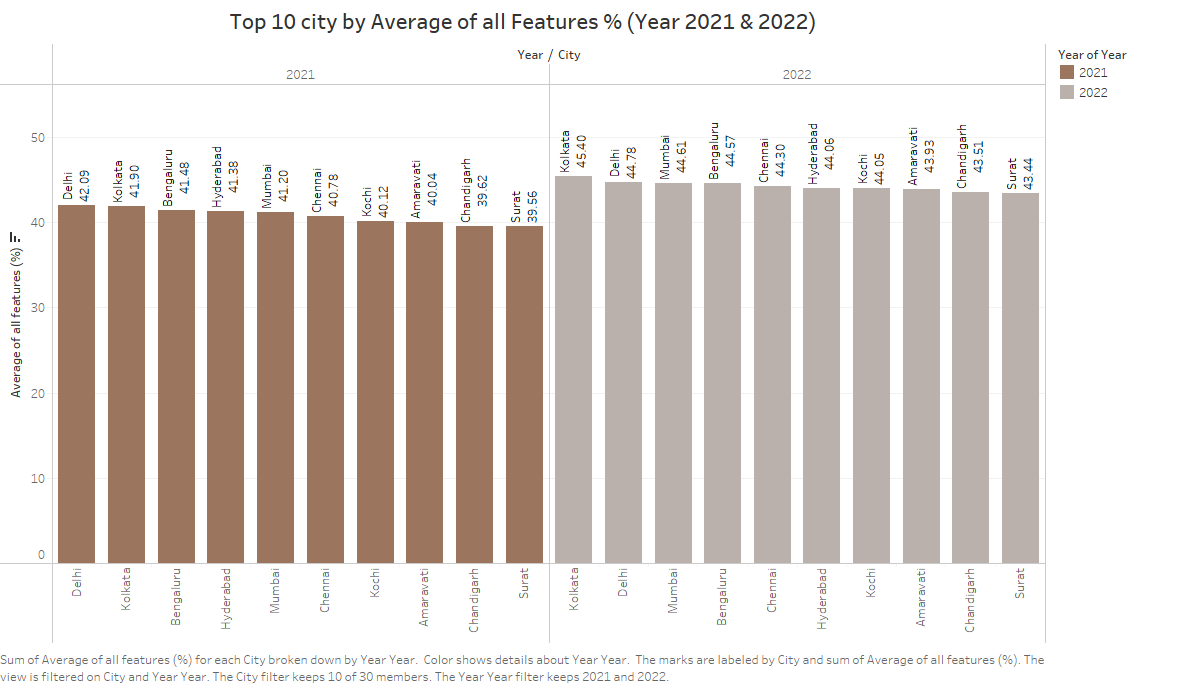 Top 10 city by Average of all Features % (Year 2021 & 2022)
Year / City
2021
2022
Year of Year
2021
2022
Average of all features (%)
50
40
30
20
10
0
Delhi
42.09
Kolkata
41.90
Bengaluru
41.48
Hyderabad
41.38
Mumbai
41.20
Chennai
40.78
Kochi
40.12
Amaravati
40.04
Chandigarh
39.62
Surat
39.56
Kolkata
45.40
Delhi
44.78
Mumbai
44.61
Bengaluru
44.57
Chennai
44.30
Hyderabad
44.06
Kochi
44.05
Amaravati
43.93
Chandigarh
43.51
Surat
43.44
Delhi
Kolkata
Bengaluru
Hyderabad
Mumbai
Chennai
Kochi
Amaravati
Chandigarh
Surat
Kolkata
Delhi
Mumbai
Bengaluru
Chennai
Hyderabad
Kochi
Amaravati
Chandigarh
Surat
Sum of Average of all features (%) for each City broken down by Year Year.  Color shows details about Year Year.  The marks are labeled by City and sum of Average of all features (%). The
view is filtered on City and Year Year. The City filter keeps 10 of 30 members. The Year Year filter keeps 2021 and 2022.